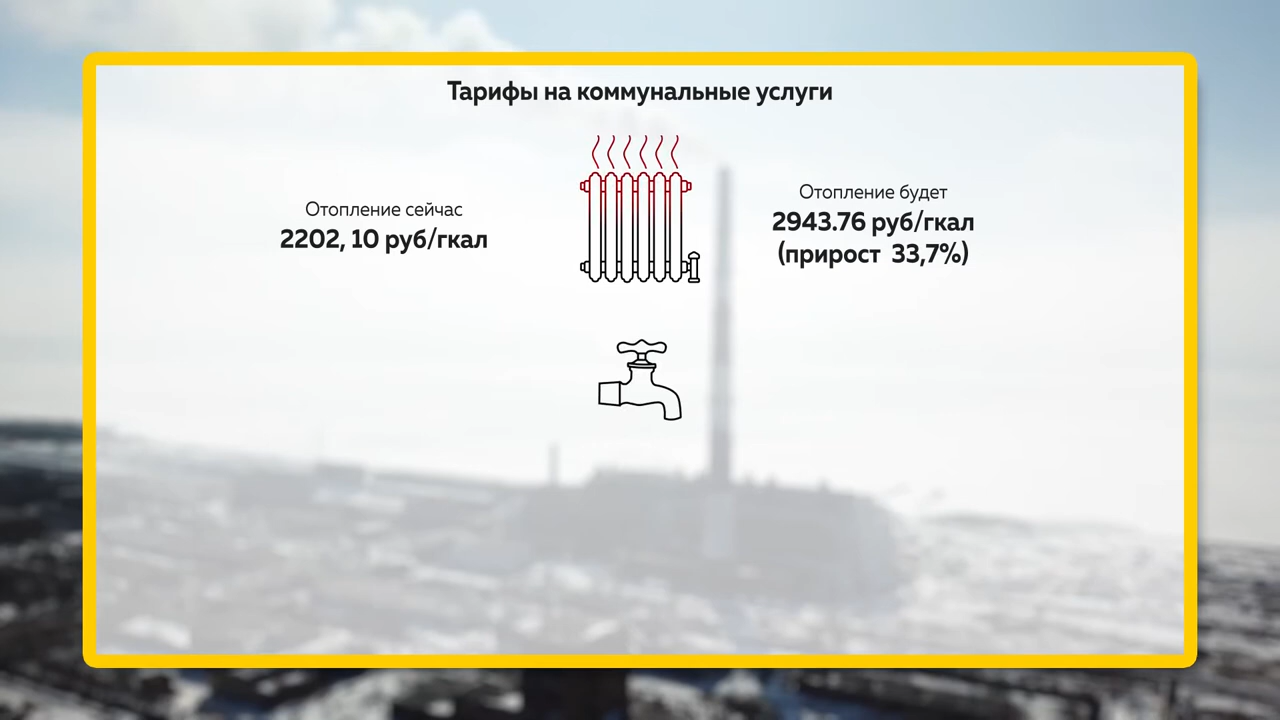 Тарифы на коммунальные услуги
Отопление сейчас
2202, 10 руб/гкал
Отопление будет
2943.76 руб/гкал
(прирост 33,7%)